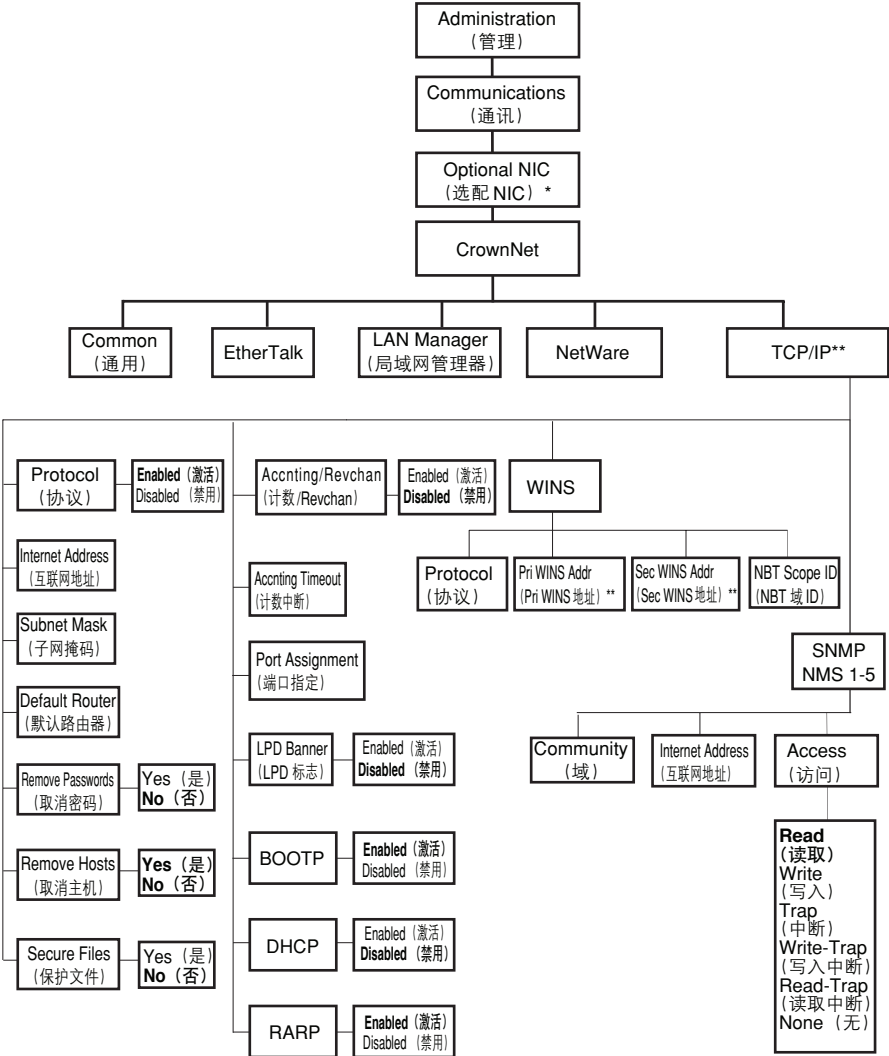 Administration
(管理)
Communications
(通讯)
Optional NIC
(选配 NIC) *
CrownNet
Common
(通用)
EtherTalk
LAN Manager
(局域网管理器)
NetWare
TCP/IP**
Protocol
(协议)
Enabled (激活)
Disabled (禁用)
Internet Address
(互联网地址)
Subnet Mask
(子网掩码)
Default Router
(默认路由器)
Remove Passwords
(取消密码)
Yes (是)
No (否)
Remove Hosts
(取消主机)
Yes (是)
No (否)
Secure Files
(保护文件)
Yes (是)
No (否)
Accnting/Revchan
(计数/Revchan)
Enabled (激活)
Disabled (禁用)
Accnting Timeout
(计数中断)
Port Assignment
(端口指定)
LPD Banner
(LPD 标志)
Enabled (激活)
Disabled (禁用)
BOOTP
Enabled (激活)
Disabled (禁用)
DHCP
Enabled (激活)
Disabled (禁用)
RARP
Enabled (激活)
Disabled (禁用)
WINS
Protocol
(协议)
Pri WINS Addr
(Pri WINS 地址) **
Sec WINS Addr
(Sec WINS 地址) **
NBT Scope ID
(NBT 域 ID)
SNMP
NMS 1-5
Community
(域)
Internet Address
(互联网地址)
Access
(访问)
Read
(读取)
Write
(写入)
Trap
(中断)
Write-Trap
(写入中断)
Read-Trap
(读取中断)
None (无)